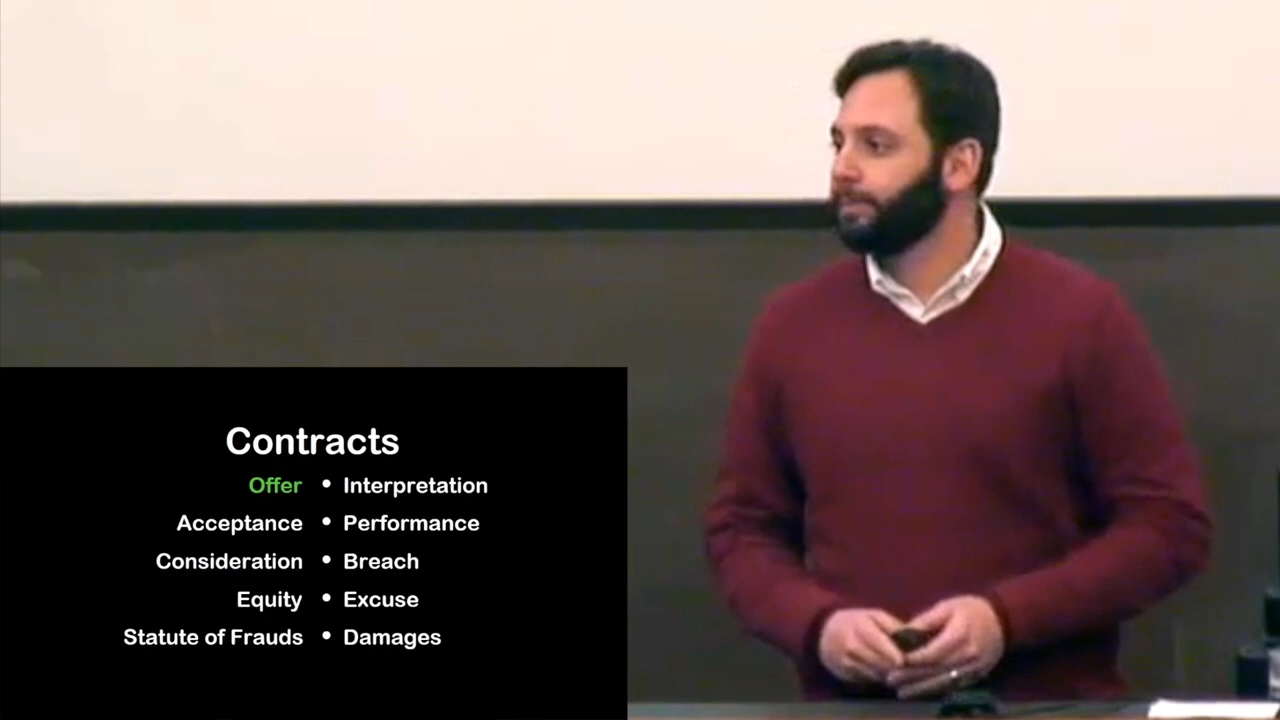 Contracts
Offer • Interpretation
Acceptance • Performance
Consideration • Breach
Equity • Excuse
Statute of Frauds • Damages